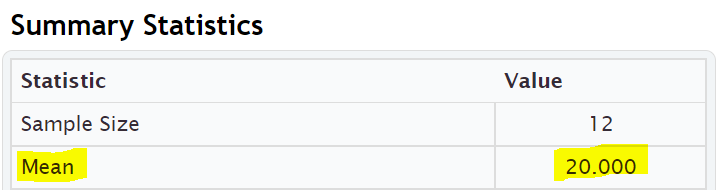 Summary Statistics
Statistic Value
Sample Size 12
Mean 20.000